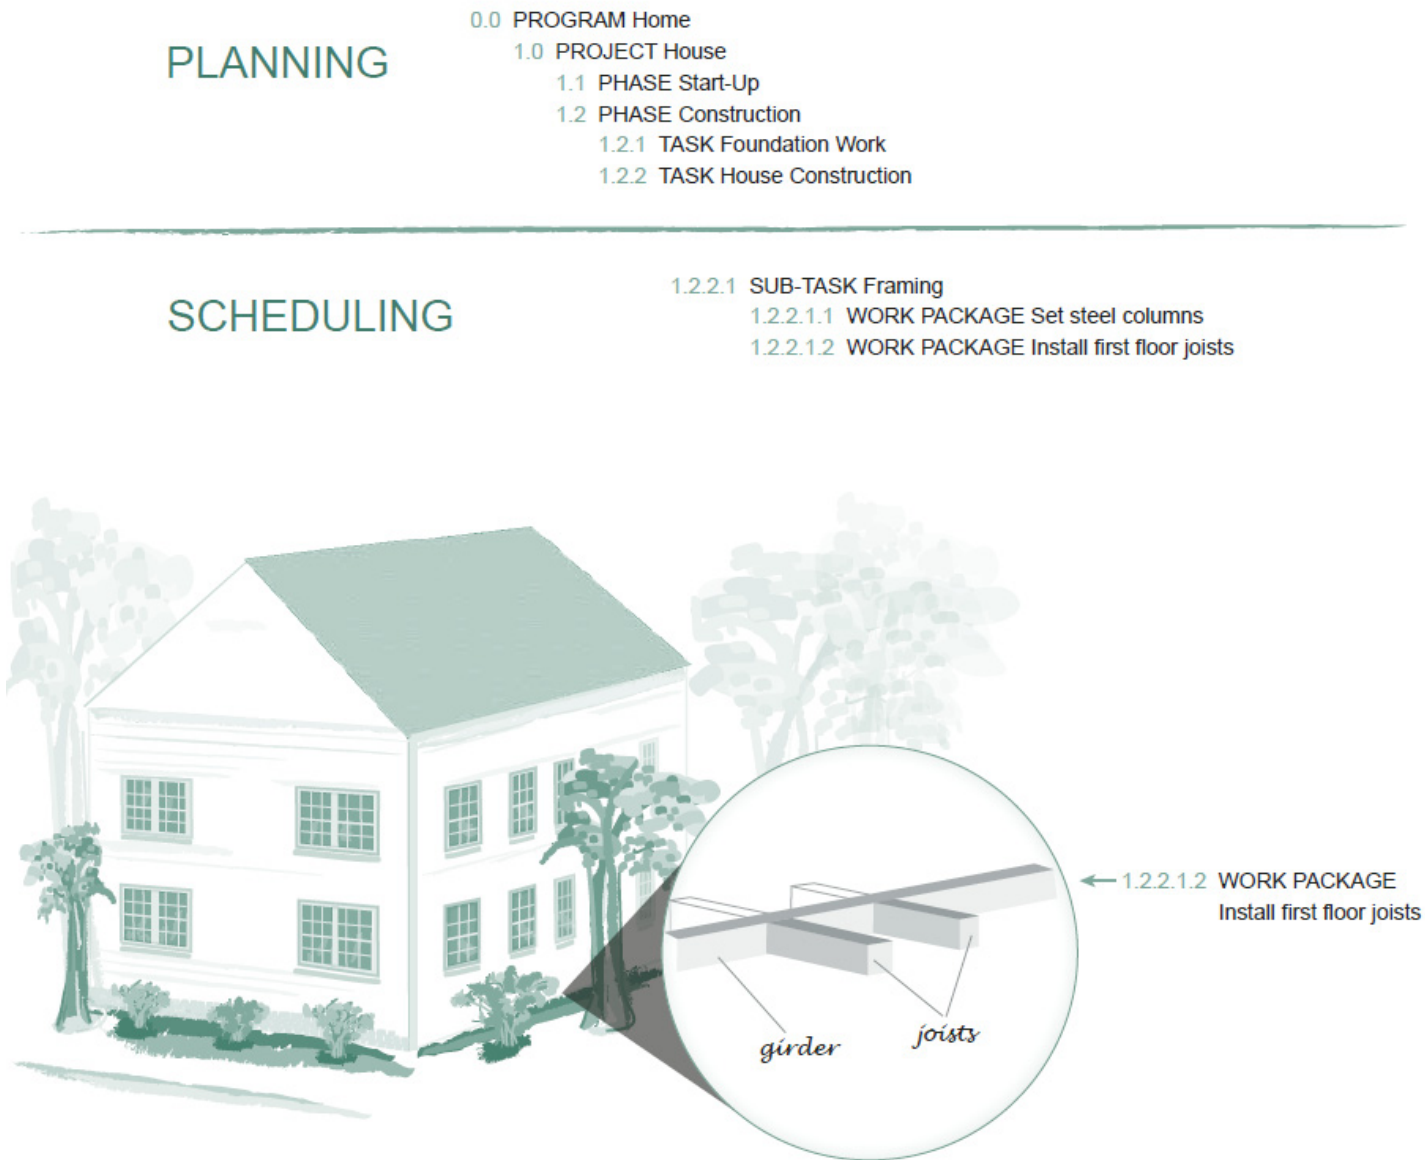 PLANNING
0.0 PROGRAM Home
1.0 PROJECT House
1.1 PHASE Start-Up
1.2 PHASE Construction
1.2.1 TASK Foundation Work
1.2.2 TASK House Construction
SCHEDULING
1.2.2.1 SUB-TASK Framing
1.2.2.1.1 WORK PACKAGE Set steel columns
1.2.2.1.2 WORK PACKAGE Install first floor joists
1.2.2.1.2 WORK PACKAGE
Install first floor joists
girder
joists